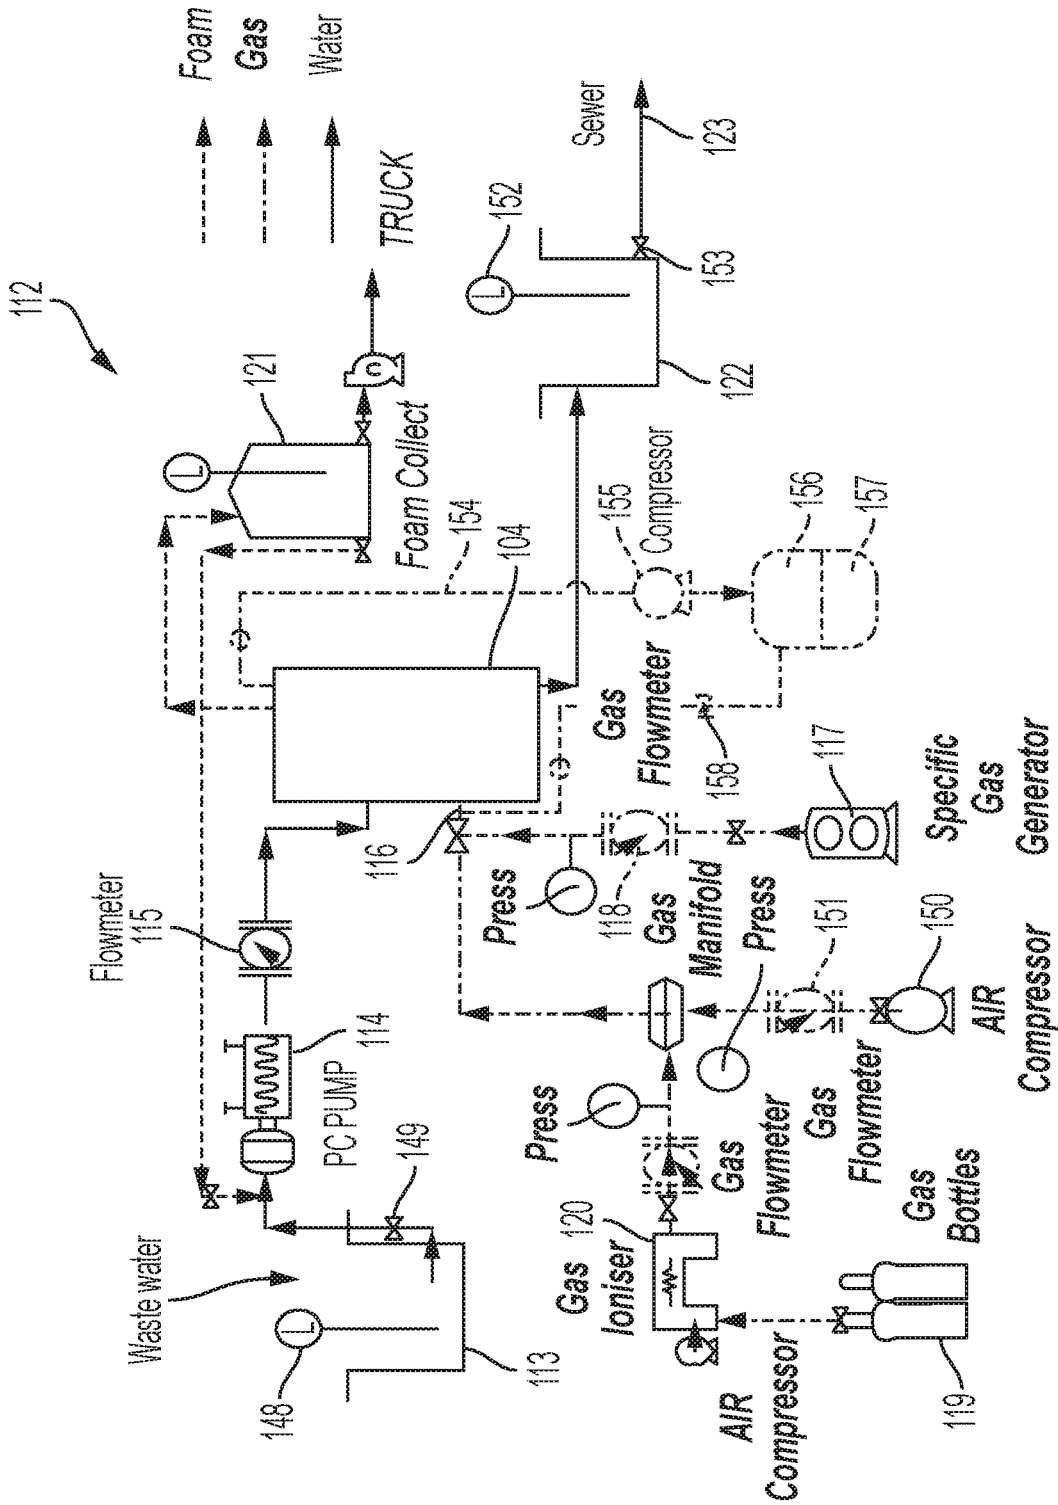 112
Foam
Gas
Water
Waste water
148
L
113
149
PC PUMP
114
Flowmeter
115
104
154
Foam Collect
L
121
C
TRUCK
L
152
122
153
Sewer
123
116
Press
118
Gas
Flowmeter
158
155
Compressor
156
157
117
Specific
Gas
Generator
Gas
Manifold
Press
151
150
AIR
Compressor
Gas
Flowmeter
Press
Gas
Flowmeter
120
Gas
Ioniser
AIR
Compressor
Gas
Bottles
119